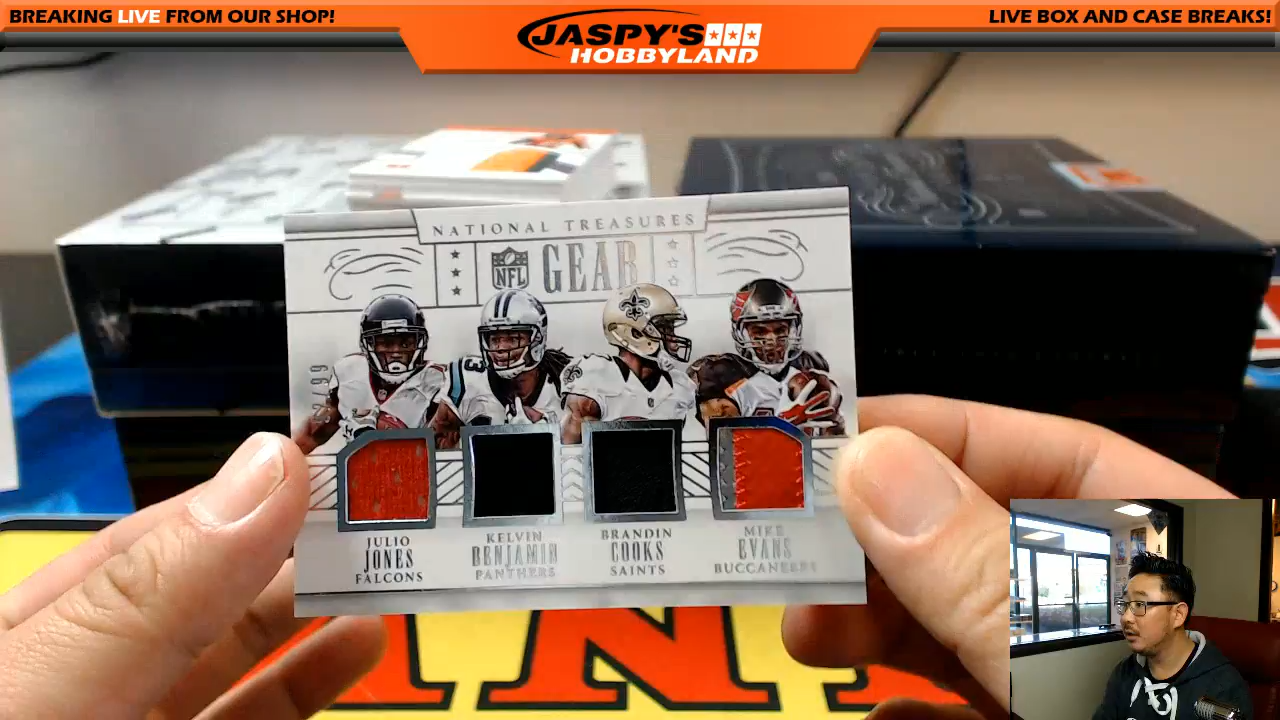 BREAKING LIVE FROM OUR SHOP!
JASPY'S
HOBBYLAND
LIVE BOX AND CASE BREAKS!
NATIONAL TREASURES
NFL GEAR
/99
JULIO
JONES
FALCONS
KELVIN
BENJAMIN
PANTHERS
BRANDIN
COOKS
SAINTS
MIKE
EVANS
BUCCANEERS